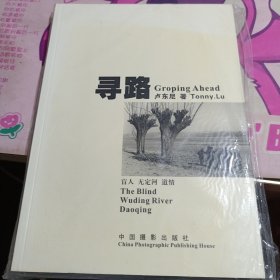 寻路
Groping Ahead
卢东尼 著 Tonny.Lu
盲人 无定河 道情
The Blind
Wuding River
Daoqing
中国摄影出版社
China Photographic Publishing House